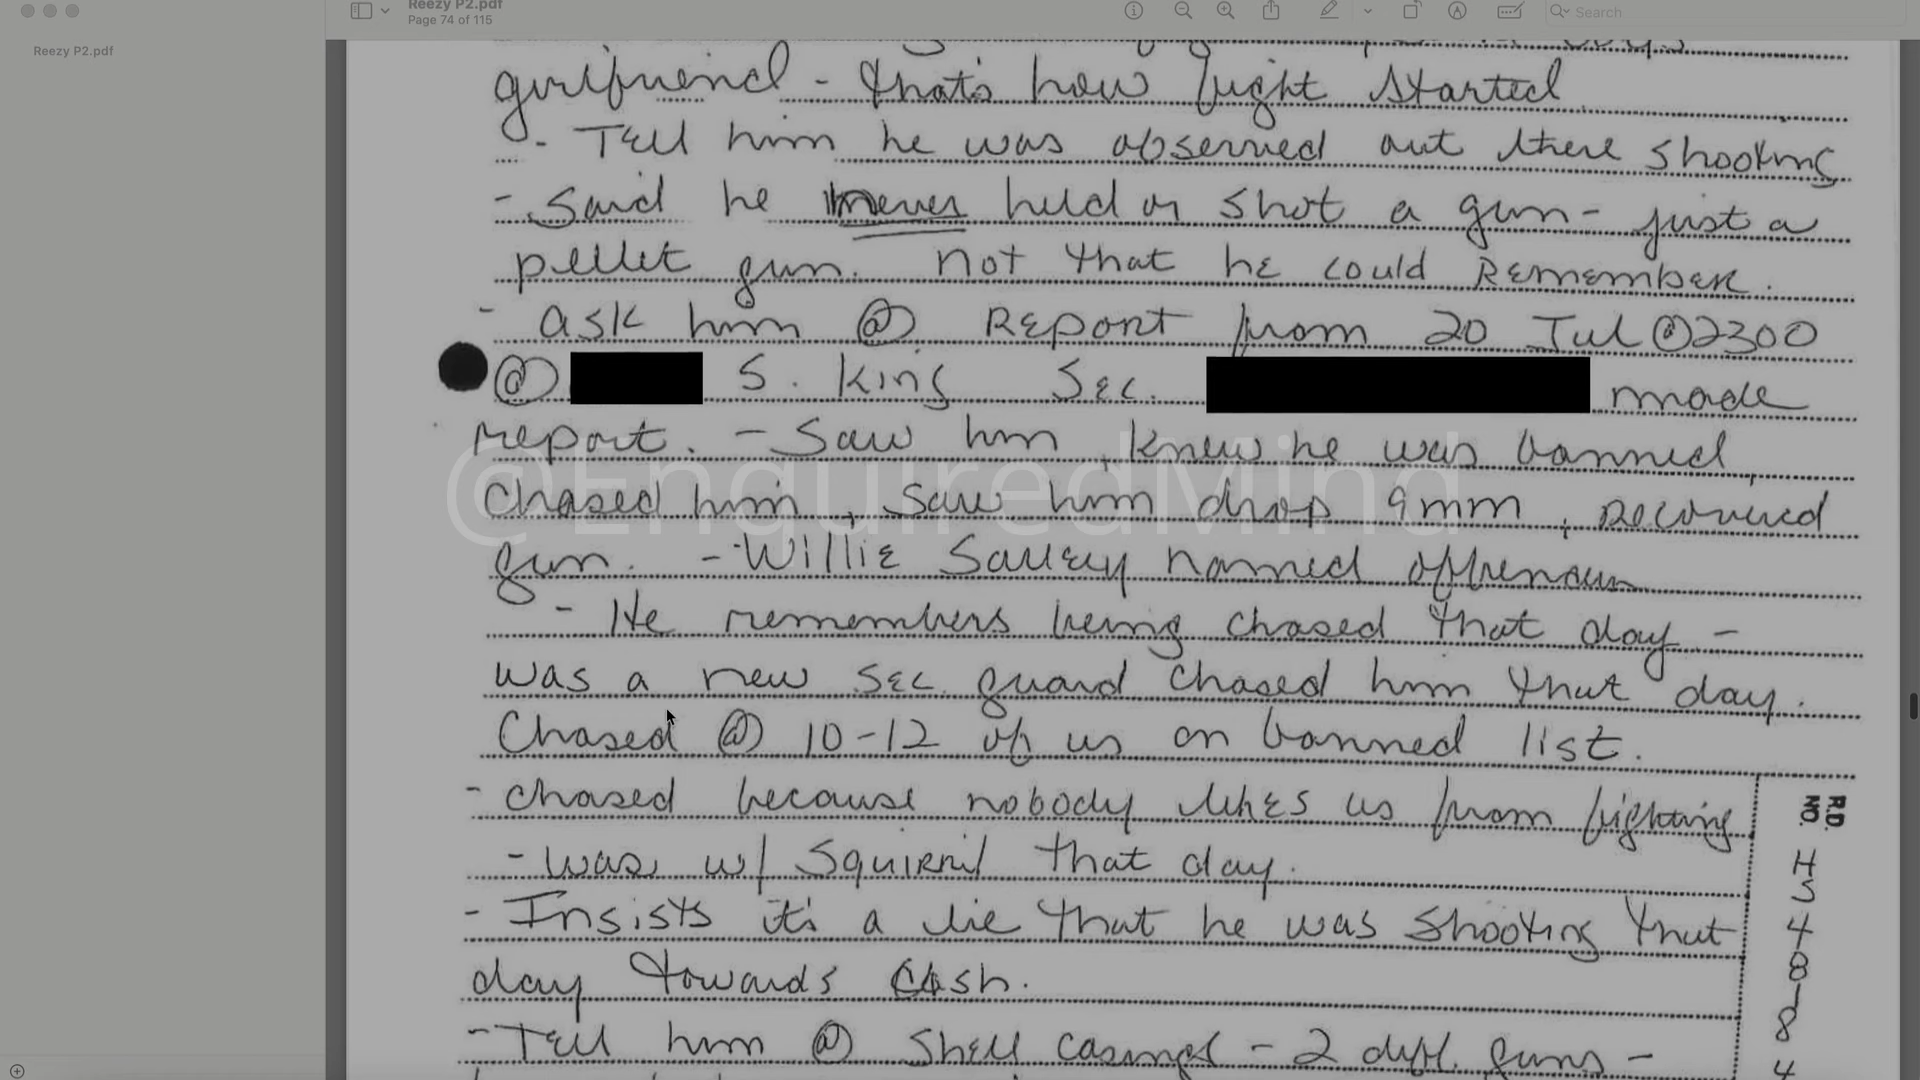 Reezy P2.pdf
Page 74 of 115
Search
Reezy P2.pdf
girlfriend - that's how fight started
- Tell him he was observed out there shooting
- Said he never held or shot a gun - just a
pellet gun. Not that he could Remember.
- ask him @ Report from 20 Jul @2300
@ S. King Sec. made
report. - Saw him, knew he was banned,
chased him, saw him drop 9mm, recovered
gun. - Willie named offender
- He remembers being chased that day -
was a new Sec. guard chased him that day.
Chased @ 10-12 of us on banned list.
- chased because nobody likes us from fighting
- was w/ Squirrel that day.
- Insists it's a lie that he was shooting that
day towards Cash.
- Tell him @ shell casings - 2 diff. guns -
@EnquiredMind
R.D. NO.
H
S
4
8
1
8
4